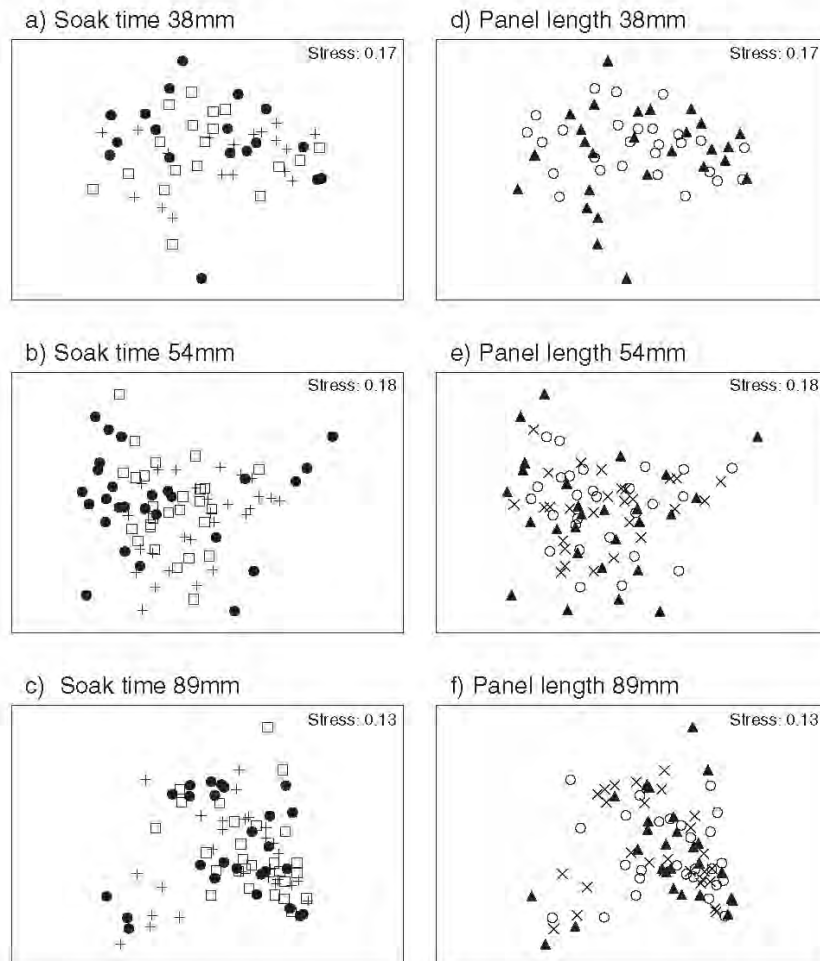 a) Soak time 38mm
Stress: 0.17
d) Panel length 38mm
Stress: 0.17
b) Soak time 54mm
Stress: 0.18
e) Panel length 54mm
Stress: 0.18
c) Soak time 89mm
Stress: 0.13
f) Panel length 89mm
Stress: 0.13